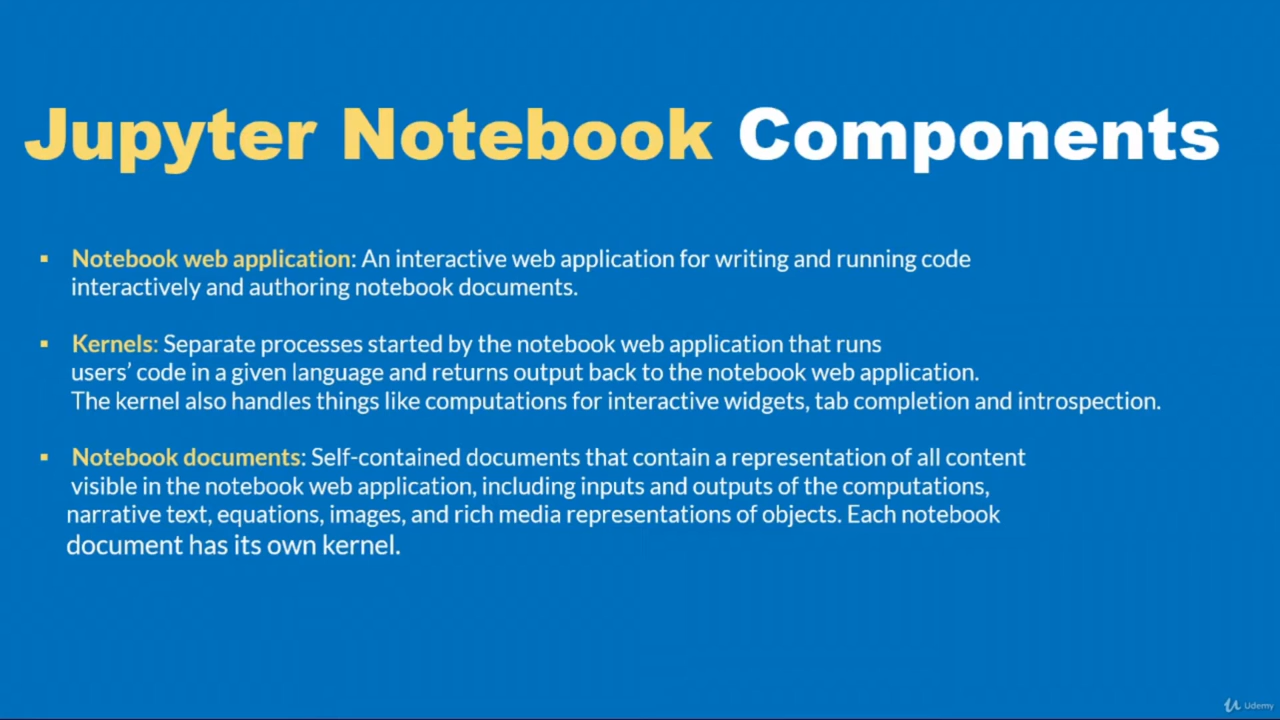 Jupyter Notebook Components
▪ Notebook web application: An interactive web application for writing and running code
interactively and authoring notebook documents.
▪ Kernels: Separate processes started by the notebook web application that runs
users’ code in a given language and returns output back to the notebook web application.
The kernel also handles things like computations for interactive widgets, tab completion and introspection.
▪ Notebook documents: Self-contained documents that contain a representation of all content
visible in the notebook web application, including inputs and outputs of the computations,
narrative text, equations, images, and rich media representations of objects. Each notebook
document has its own kernel.
Udemy